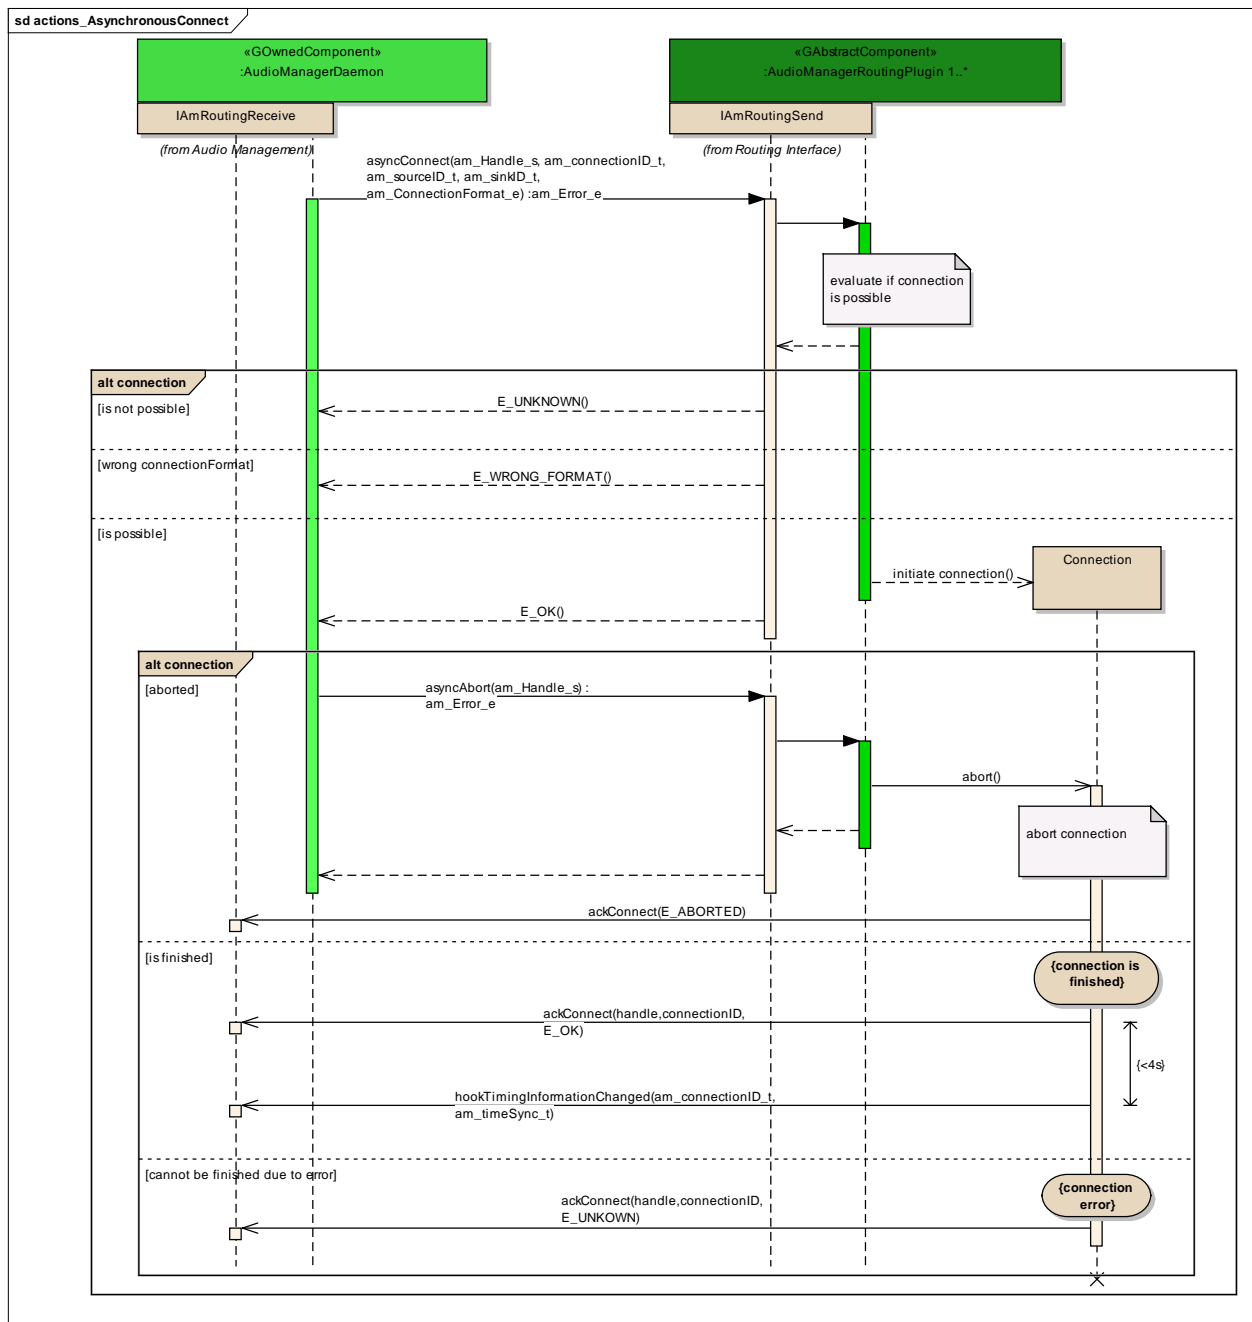 sd actions_AsynchronousConnect
«GOwnedComponent»
:AudioManagerDaemon
«GAbstractComponent»
:AudioManagerRoutingPlugin 1..*
IAmRoutingReceive
IAmRoutingSend
(from Audio Management)
(from Routing Interface)
asyncConnect(am_Handle_s, am_connectionID_t,
am_sourceID_t, am_sinkID_t,
am_ConnectionFormat_e) :am_Error_e
evaluate if connection
is possible
alt connection
[is not possible]
E_UNKNOWN()
[wrong connectionFormat]
E_WRONG_FORMAT()
[is possible]
Connection
initiate connection()
E_OK()
alt connection
[aborted]
asyncAbort(am_Handle_s) :
am_Error_e
abort()
abort connection
ackConnect(E_ABORTED)
[is finished]
{connection is
finished}
ackConnect(handle,connectionID,
E_OK)
{<4s}
hookTimingInformationChanged(am_connectionID_t,
am_timeSync_t)
[cannot be finished due to error]
{connection
error}
ackConnect(handle,connectionID,
E_UNKOWN)